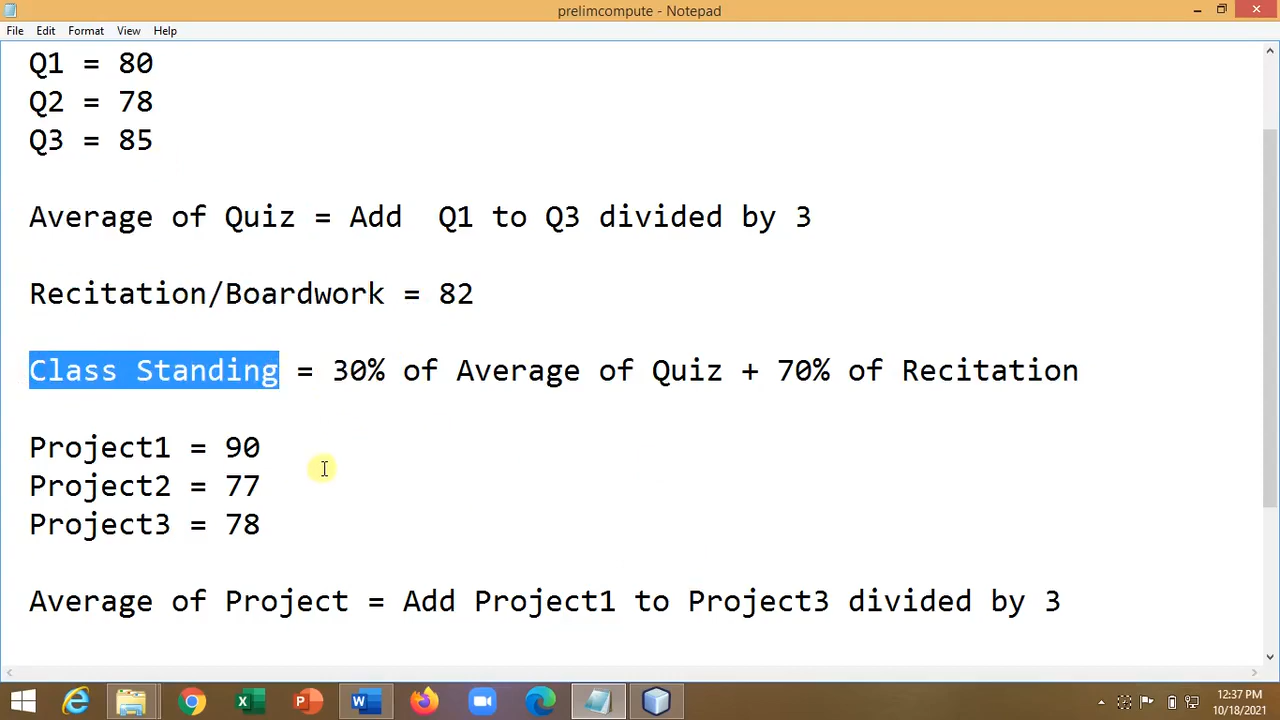 prelimcompute - Notepad
File Edit Format View Help
Q1 = 80
Q2 = 78
Q3 = 85
Average of Quiz = Add  Q1 to Q3 divided by 3
Recitation/Boardwork = 82
Class Standing = 30% of Average of Quiz + 70% of Recitation
Project1 = 90
Project2 = 77
Project3 = 78
Average of Project = Add Project1 to Project3 divided by 3
12:37 PM
10/18/2021